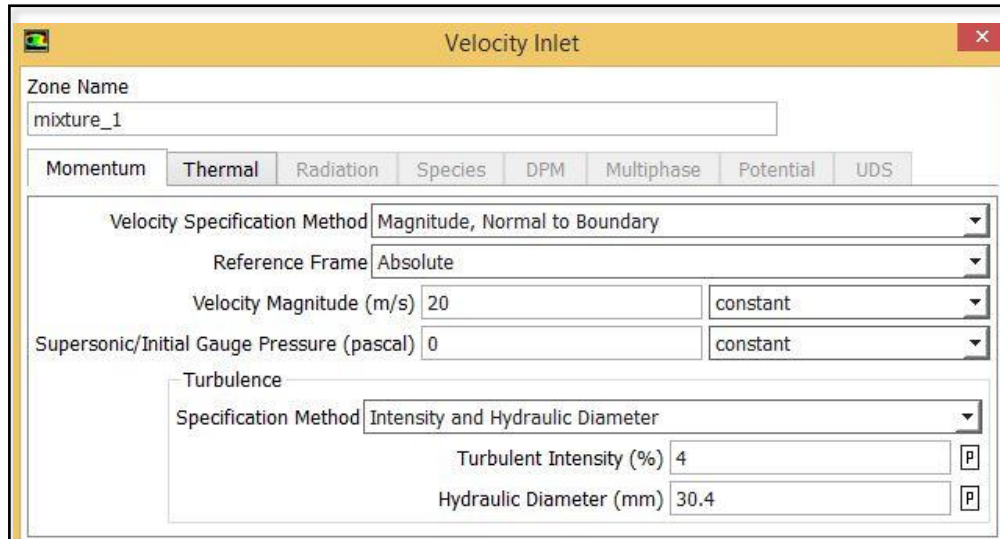 Velocity Inlet
Zone Name
mixture_1
Momentum Thermal Radiation Species DPM Multiphase Potential UDS
Velocity Specification Method Magnitude, Normal to Boundary
Reference Frame Absolute
Velocity Magnitude (m/s) 20 constant
Supersonic/Initial Gauge Pressure (pascal) 0 constant
Turbulence
Specification Method Intensity and Hydraulic Diameter
Turbulent Intensity (%) 4 P
Hydraulic Diameter (mm) 30.4 P